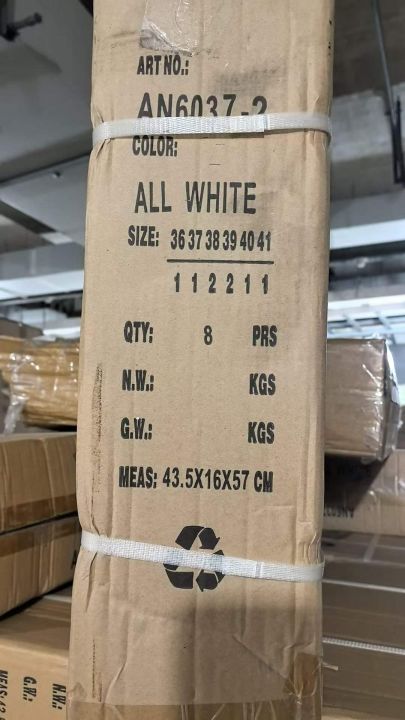 ART NO.:
AN6037-2
COLOR:
ALL WHITE
SIZE: 36 37 38 39 40 41
1 1 2 2 1 1
QTY: 8 PRS
N.W.: KGS
G.W.: KGS
MEAS: 43.5X16X57 CM
N.W.:
G.W.: